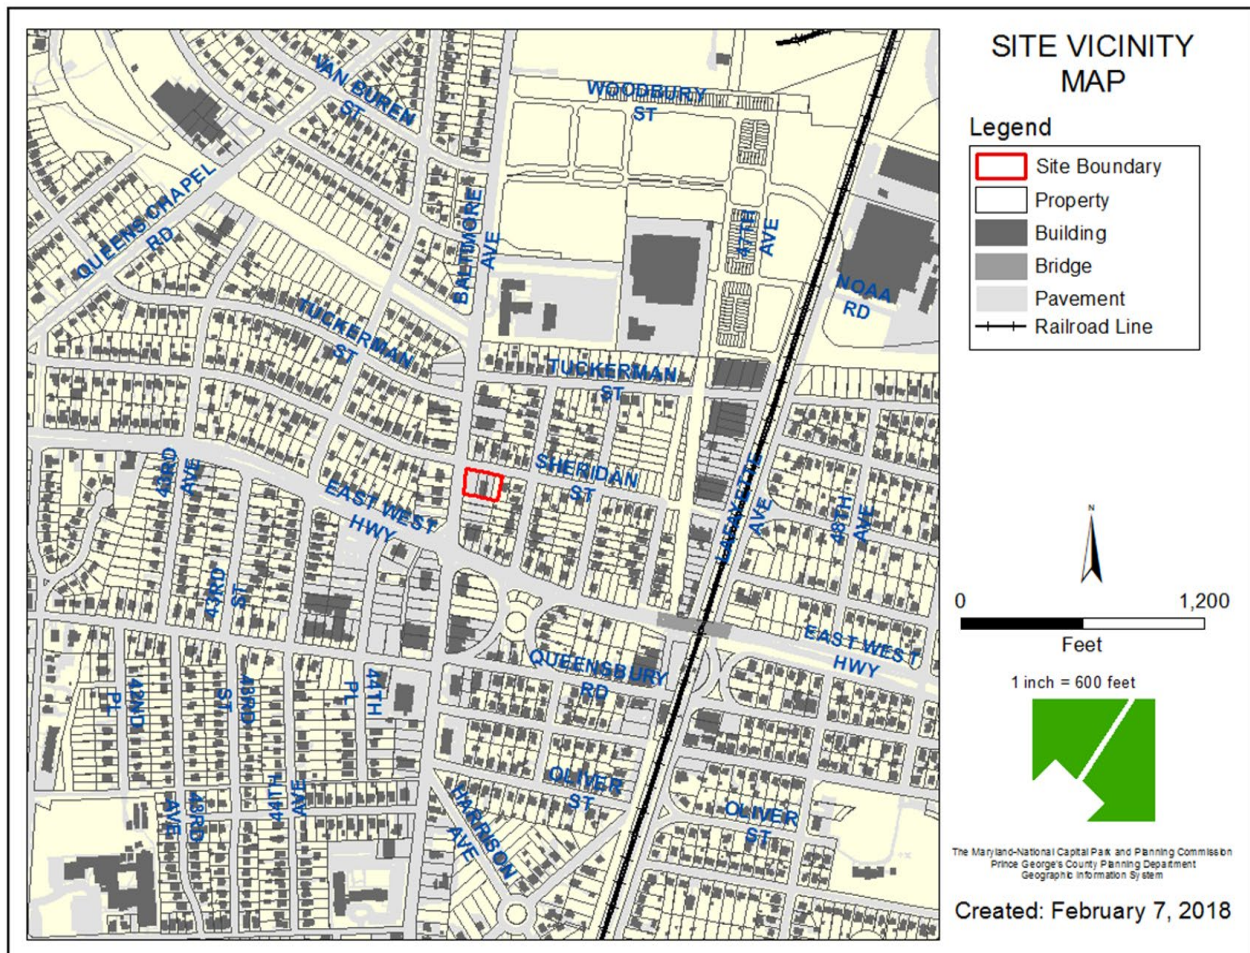 SITE VICINITY
MAP
Legend
Site Boundary
Property
Building
Bridge
Pavement
Railroad Line
N
0 1,200
Feet
1 inch = 600 feet
The Maryland-National Capital Park and Planning Commission
Prince George's County Planning Department
Geographic Information System
Created: February 7, 2018
VAN BUREN
ST
WOODBURY
ST
QUEENS CHAPEL
RD
BALTIMORE
AVE
47TH
AVE
NOAA
RD
TUCKERMAN
ST
TUCKERMAN
ST
SHERIDAN
ST
43RD
AVE
EAST WEST
HWY
LAFAYETTE
AVE
48TH
AVE
43RD
ST
EAST WEST
HWY
QUEENSBURY
RD
42ND
PL
43RD
ST
44TH
PL
44TH
AVE
43RD
AVE
HARRISON
AVE
OLIVER
ST
OLIVER
ST